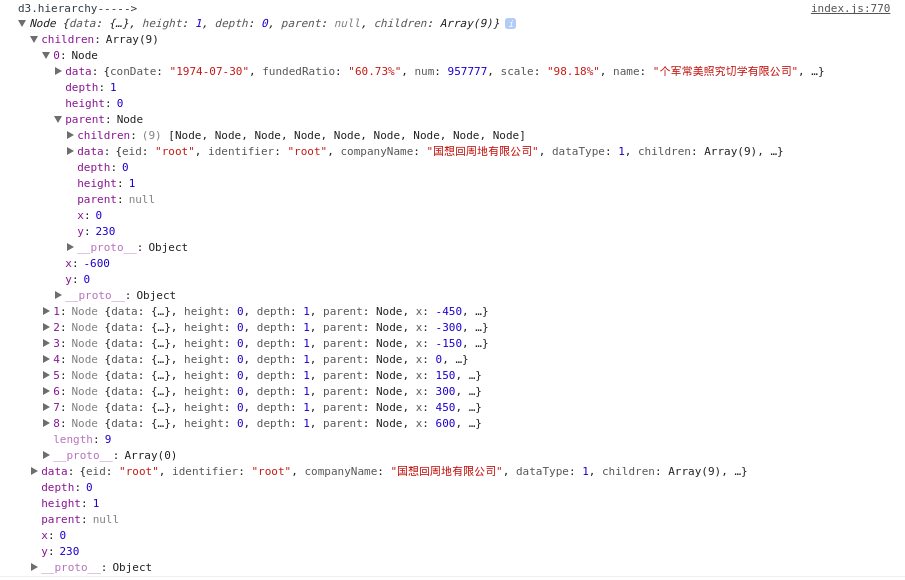 d3.hierarchy-----> index.js:770
Node {data: {…}, height: 1, depth: 0, parent: null, children: Array(9)} i
children: Array(9)
0: Node
data: {conDate: "1974-07-30", fundedRatio: "60.73%", num: 957777, scale: "98.18%", name: "个军常美照究切学有限公司", …}
depth: 1
height: 0
parent: Node
children: (9) [Node, Node, Node, Node, Node, Node, Node, Node, Node]
data: {eid: "root", identifier: "root", companyName: "国想回周地有限公司", dataType: 1, children: Array(9), …}
depth: 0
height: 1
parent: null
x: 0
y: 230
__proto__: Object
x: -600
y: 0
__proto__: Object
1: Node {data: {…}, height: 0, depth: 1, parent: Node, x: -450, …}
2: Node {data: {…}, height: 0, depth: 1, parent: Node, x: -300, …}
3: Node {data: {…}, height: 0, depth: 1, parent: Node, x: -150, …}
4: Node {data: {…}, height: 0, depth: 1, parent: Node, x: 0, …}
5: Node {data: {…}, height: 0, depth: 1, parent: Node, x: 150, …}
6: Node {data: {…}, height: 0, depth: 1, parent: Node, x: 300, …}
7: Node {data: {…}, height: 0, depth: 1, parent: Node, x: 450, …}
8: Node {data: {…}, height: 0, depth: 1, parent: Node, x: 600, …}
length: 9
__proto__: Array(0)
data: {eid: "root", identifier: "root", companyName: "国想回周地有限公司", dataType: 1, children: Array(9), …}
depth: 0
height: 1
parent: null
x: 0
y: 230
__proto__: Object